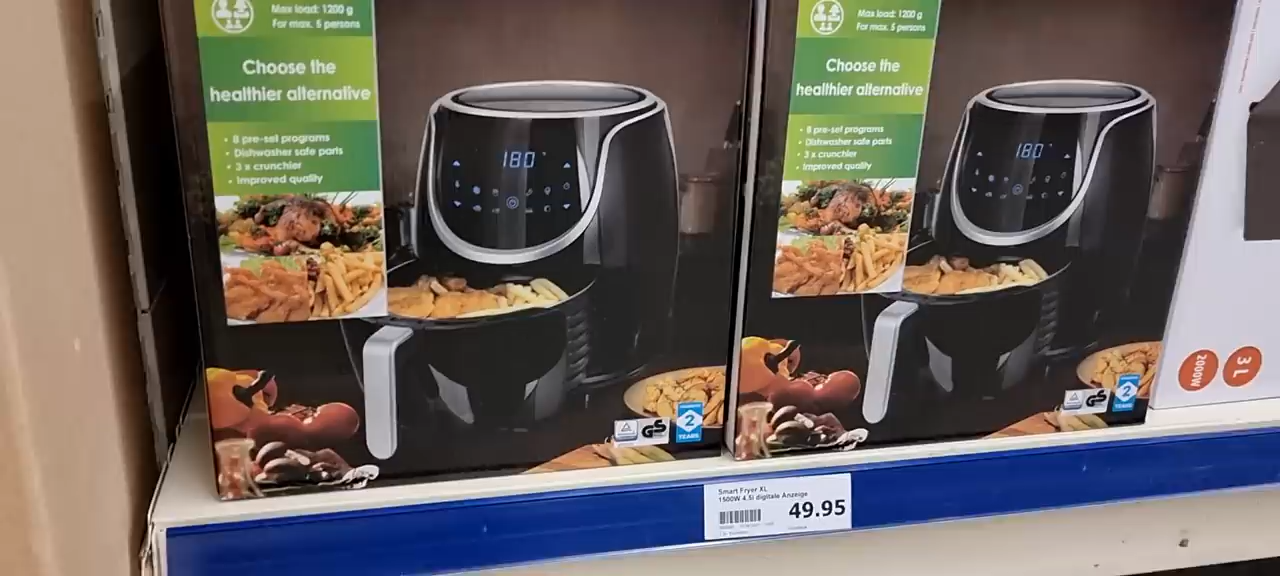 Max load: 1200 g
For max. 5 persons
Choose the
healthier alternative
• 8 pre-set programs
• Dishwasher safe parts
• 3 x crunchier
• Improved quality
180
GS
2
YEARS
Max load: 1200 g
For max. 5 persons
Choose the
healthier alternative
• 8 pre-set programs
• Dishwasher safe parts
• 3 x crunchier
• Improved quality
180
GS
2
YEARS
2000W
3 L
Smart Fryer XL
1500W 4.5l digitale Anzeige
49.95